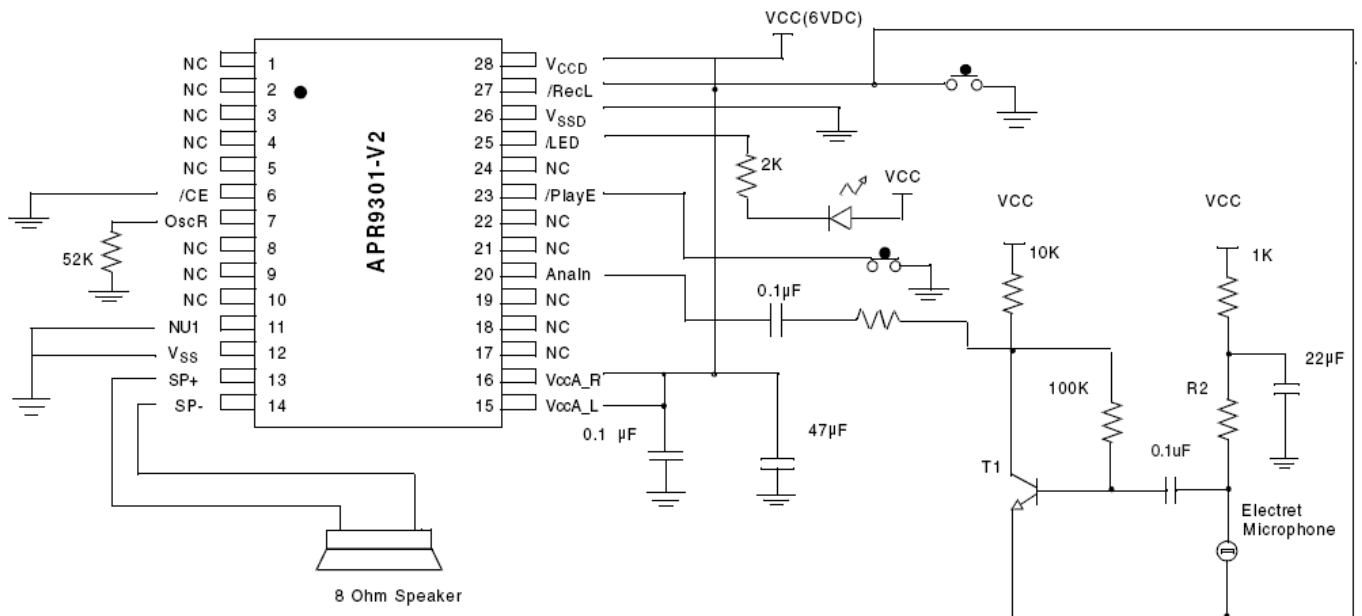 VCC(6VDC)
NC 1 28 VCCD
NC 2 27 /RecL
NC 3 26 VSSD
NC 4 25 /LED
NC 5 24 NC
/CE 6 23 /PlayE
OscR 7 22 NC
NC 8 21 NC
NC 9 20 AnaIn
NC 10 19 NC
NU1 11 18 NC
VSS 12 17 NC
SP+ 13 16 VccA_R
SP- 14 15 VccA_L
APR9301-V2
52K
2K
VCC
VCC
VCC
10K
1K
0.1µF
22µF
100K
R2
0.1 µF
47µF
0.1uF
T1
Electret
Microphone
8 Ohm Speaker